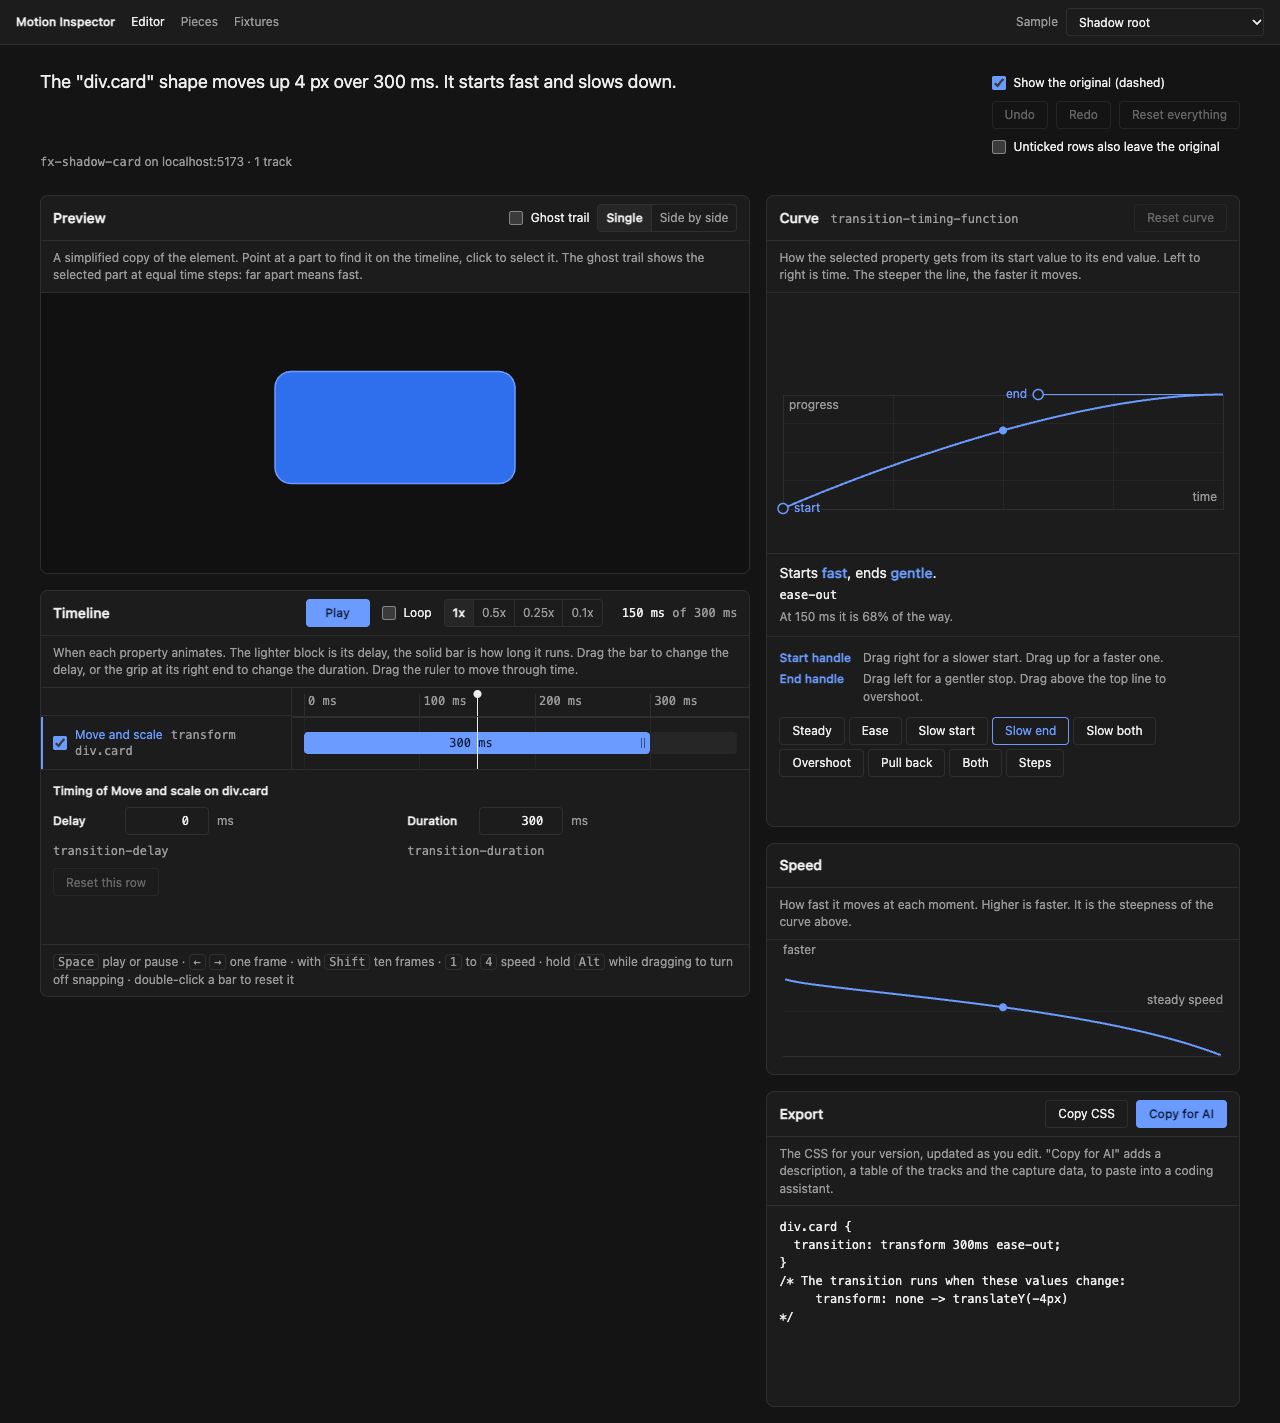 Motion Inspector Editor Pieces Fixtures Sample Shadow root
The "div.card" shape moves up 4 px over 300 ms. It starts fast and slows down.
Show the original (dashed)
Undo Redo Reset everything
Unticked rows also leave the original
fx-shadow-card on localhost:5173 · 1 track
Preview Ghost trail Single Side by side
A simplified copy of the element. Point at a part to find it on the timeline, click to select it. The ghost trail shows the
selected part at equal time steps: far apart means fast.
Timeline Play Loop 1x 0.5x 0.25x 0.1x 150 ms of 300 ms
When each property animates. The lighter block is its delay, the solid bar is how long it runs. Drag the bar to change the
delay, or the grip at its right end to change the duration. Drag the ruler to move through time.
0 ms 100 ms 200 ms 300 ms
Move and scale transform
div.card
300 ms
Timing of Move and scale on div.card
Delay 0 ms Duration 300 ms
transition-delay transition-duration
Reset this row
Space play or pause · ← → one frame · with Shift ten frames · 1 to 4 speed · hold Alt while dragging to turn
off snapping · double-click a bar to reset it
Curve transition-timing-function Reset curve
How the selected property gets from its start value to its end value. Left to
right is time. The steeper the line, the faster it moves.
end
progress
time
start
Starts fast, ends gentle.
ease-out
At 150 ms it is 68% of the way.
Start handle Drag right for a slower start. Drag up for a faster one.
End handle Drag left for a gentler stop. Drag above the top line to
overshoot.
Steady Ease Slow start Slow end Slow both
Overshoot Pull back Both Steps
Speed
How fast it moves at each moment. Higher is faster. It is the steepness of the
curve above.
faster
steady speed
Export Copy CSS Copy for AI
The CSS for your version, updated as you edit. "Copy for AI" adds a
description, a table of the tracks and the capture data, to paste into a coding
assistant.
div.card {
  transition: transform 300ms ease-out;
}
/* The transition runs when these values change:
     transform: none -> translateY(-4px)
*/